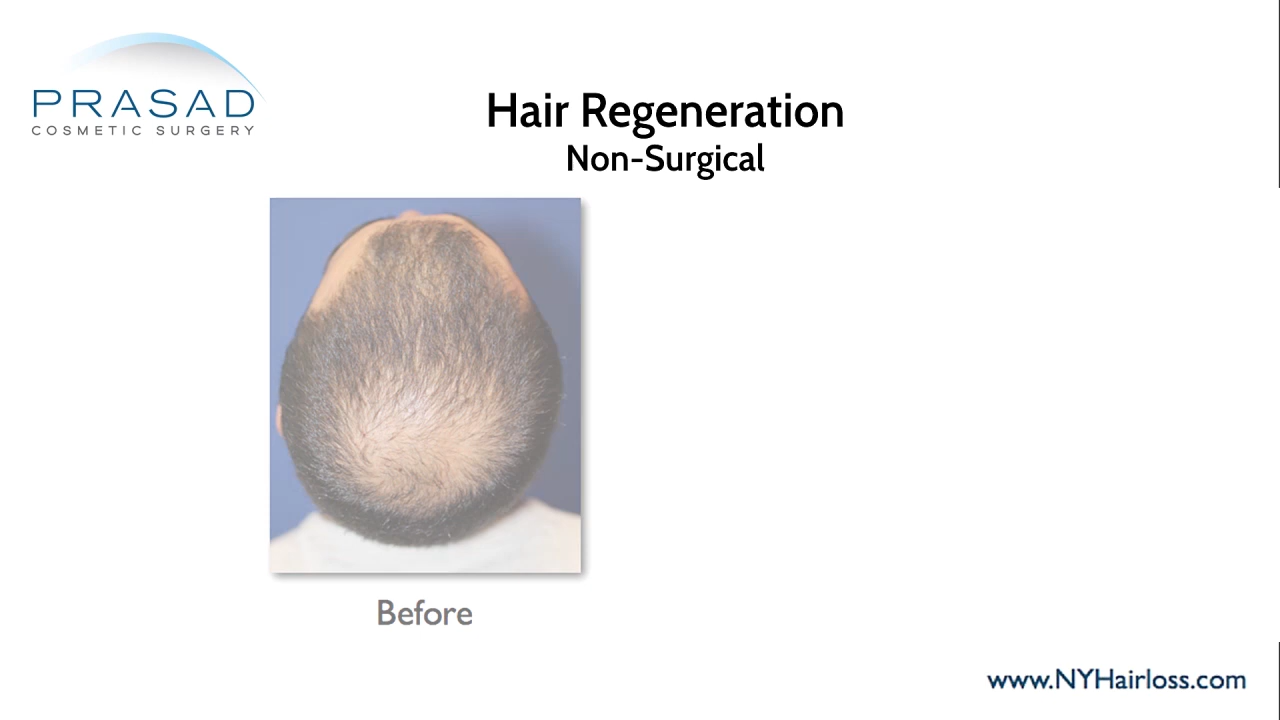 PRASAD
COSMETIC SURGERY
Hair Regeneration
Non-Surgical
Before
www.NYHairloss.com